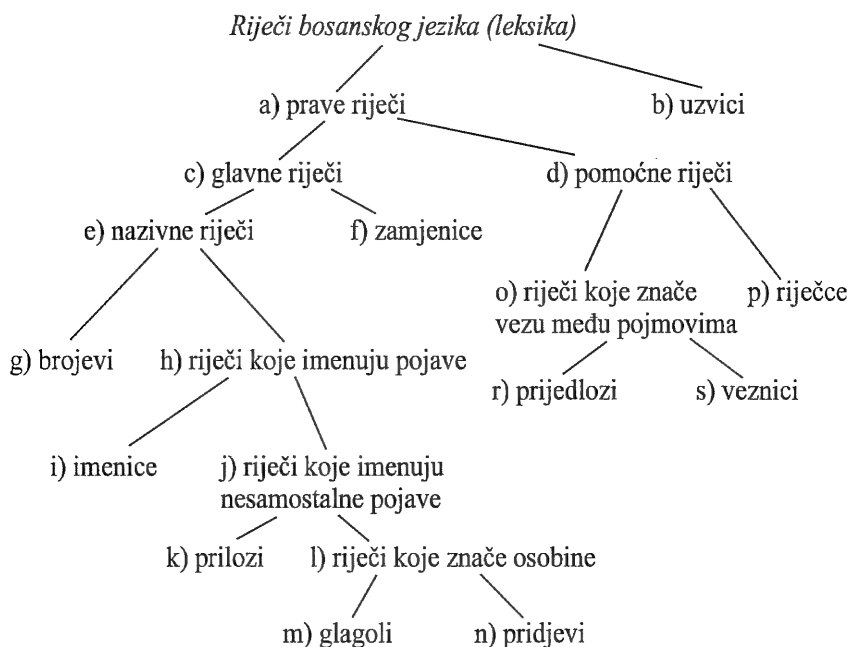 Riječi bosanskog jezika (leksika)
a) prave riječi
b) uzvici
c) glavne riječi
d) pomoćne riječi
e) nazivne riječi
f) zamjenice
o) riječi koje znače
vezu među pojmovima
p) riječce
g) brojevi
h) riječi koje imenuju pojave
r) prijedlozi
s) veznici
i) imenice
j) riječi koje imenuju
nesamostalne pojave
k) prilozi
l) riječi koje znače osobine
m) glagoli
n) pridjevi